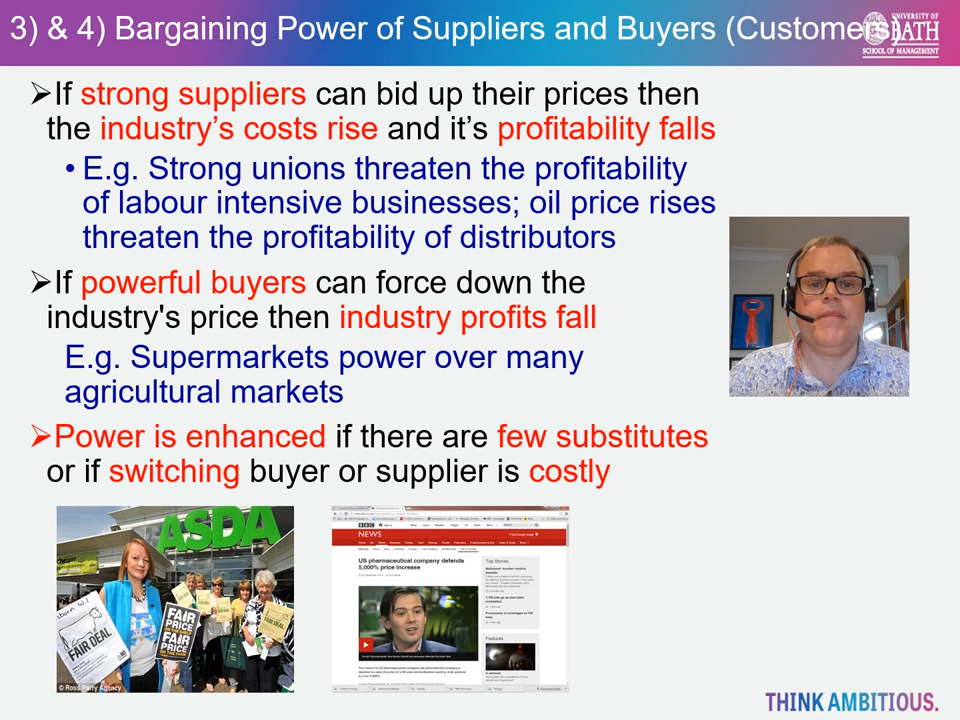 3) & 4) Bargaining Power of Suppliers and Buyers (Customers)
UNIVERSITY OF
BATH
SCHOOL OF MANAGEMENT
➢If strong suppliers can bid up their prices then
the industry’s costs rise and it’s profitability falls
• E.g. Strong unions threaten the profitability
of labour intensive businesses; oil price rises
threaten the profitability of distributors
➢If powerful buyers can force down the
industry's price then industry profits fall
E.g. Supermarkets power over many
agricultural markets
➢Power is enhanced if there are few substitutes
or if switching buyer or supplier is costly
ASDA
FAIR DEAL
FAIR
PRICE
FAIR
PRICE
© Ross Parry Agency
BBC
NEWS
US pharmaceutical company defends
5,000% price increase
Top Stories
Features
THINK AMBITIOUS.